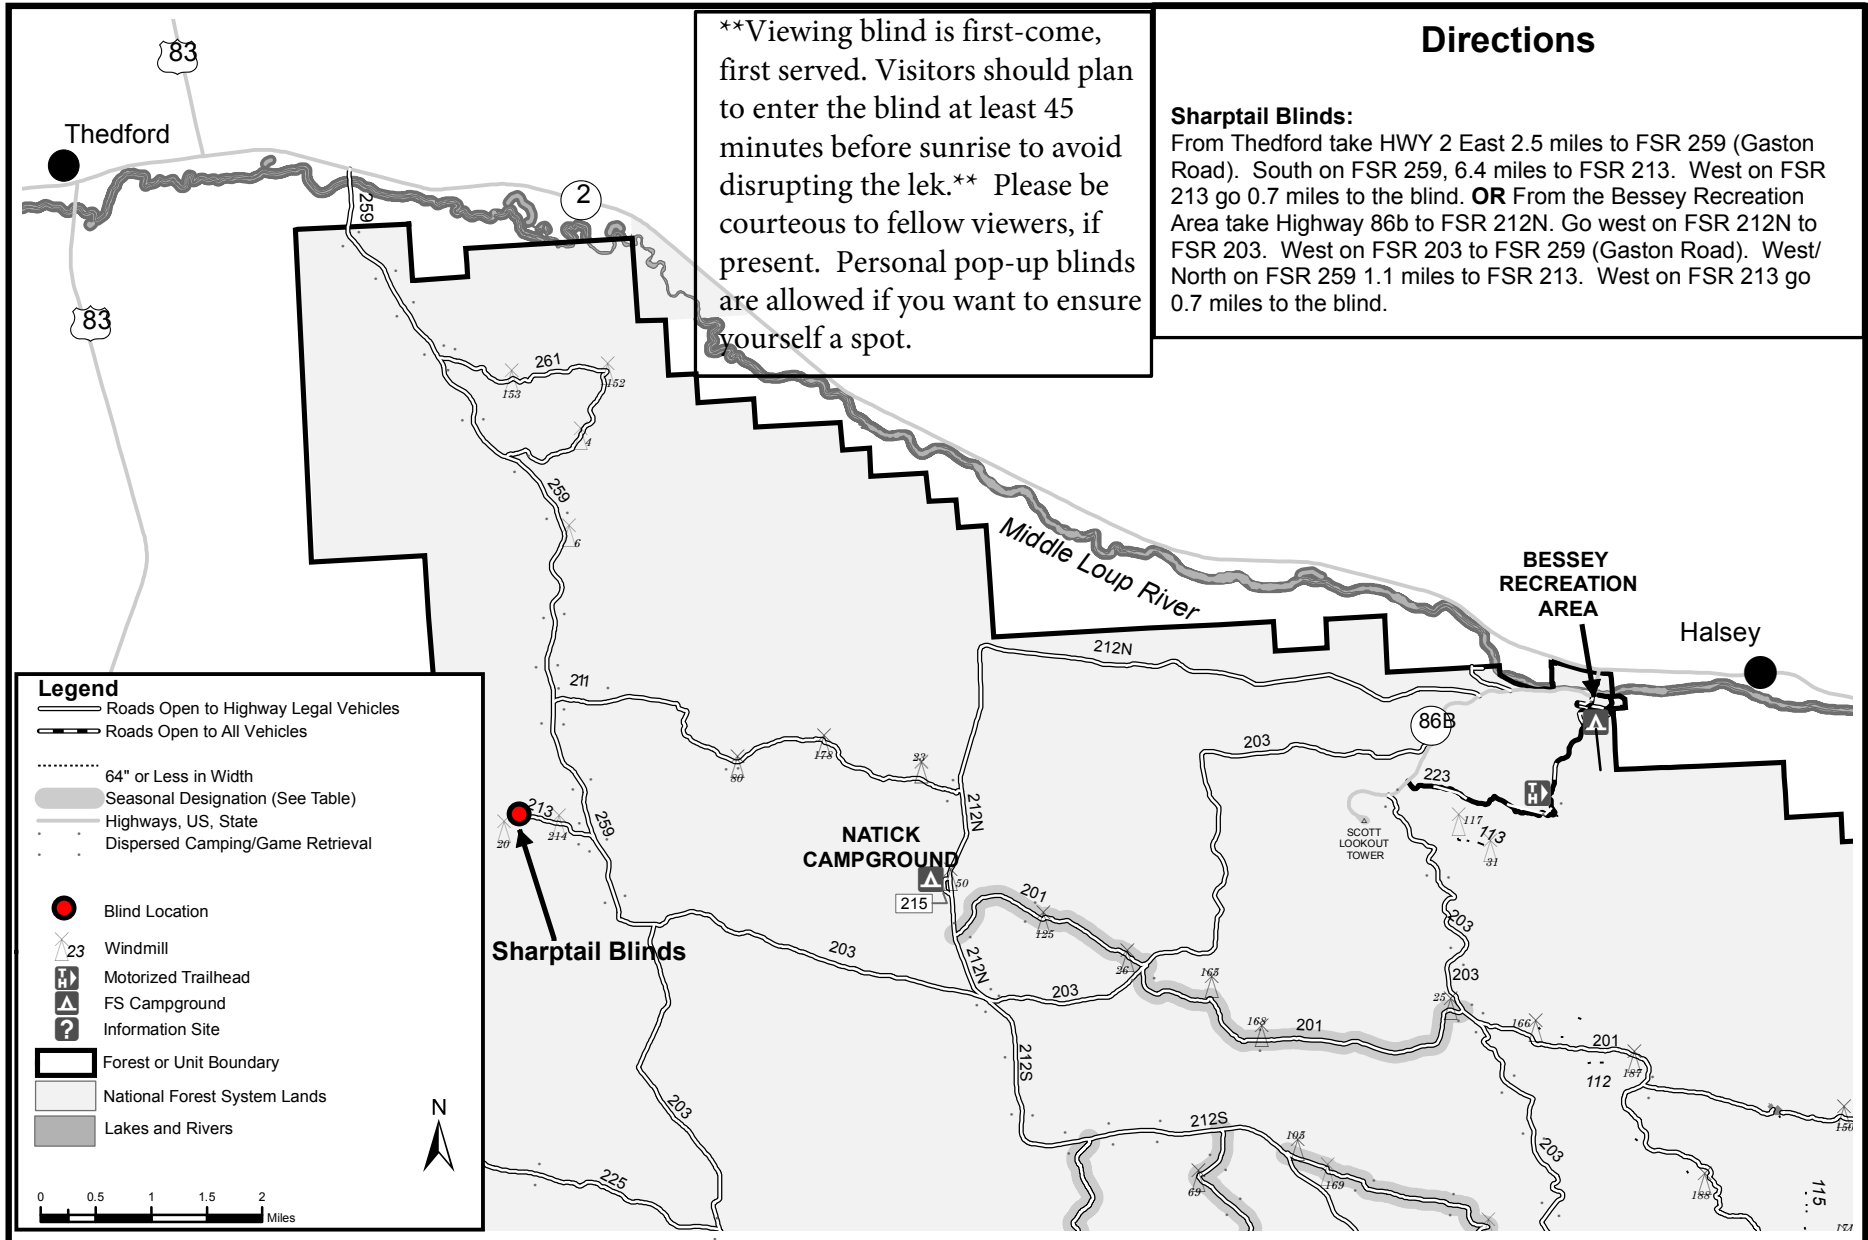 83
Thedford
83
259
2
**Viewing blind is first-come,
first served. Visitors should plan
to enter the blind at least 45
minutes before sunrise to avoid
disrupting the lek.** Please be
courteous to fellow viewers, if
present. Personal pop-up blinds
are allowed if you want to ensure
yourself a spot.
Directions
Sharptail Blinds:
From Thedford take HWY 2 East 2.5 miles to FSR 259 (Gaston
Road). South on FSR 259, 6.4 miles to FSR 213. West on FSR
213 go 0.7 miles to the blind. OR From the Bessey Recreation
Area take Highway 86b to FSR 212N. Go west on FSR 212N to
FSR 203. West on FSR 203 to FSR 259 (Gaston Road). West/
North on FSR 259 1.1 miles to FSR 213. West on FSR 213 go
0.7 miles to the blind.
261
153
152
4
259
6
Middle Loup River
BESSEY
RECREATION
AREA
Halsey
212N
211
86B
203
80
178
23
212N
223
TH
213
214
20
259
117
113
31
SCOTT
LOOKOUT
TOWER
NATICK
CAMPGROUND
50
215
201
125
203
Sharptail Blinds
203
212N
26
165
203
203
25
168
201
166
201
187
112
212S
203
212S
105
150
203
225
69
169
188
115
171
Legend
Roads Open to Highway Legal Vehicles
Roads Open to All Vehicles
64" or Less in Width
Seasonal Designation (See Table)
Highways, US, State
Dispersed Camping/Game Retrieval
Blind Location
23 Windmill
TH Motorized Trailhead
FS Campground
? Information Site
Forest or Unit Boundary
National Forest System Lands
Lakes and Rivers
N
0 0.5 1 1.5 2
Miles